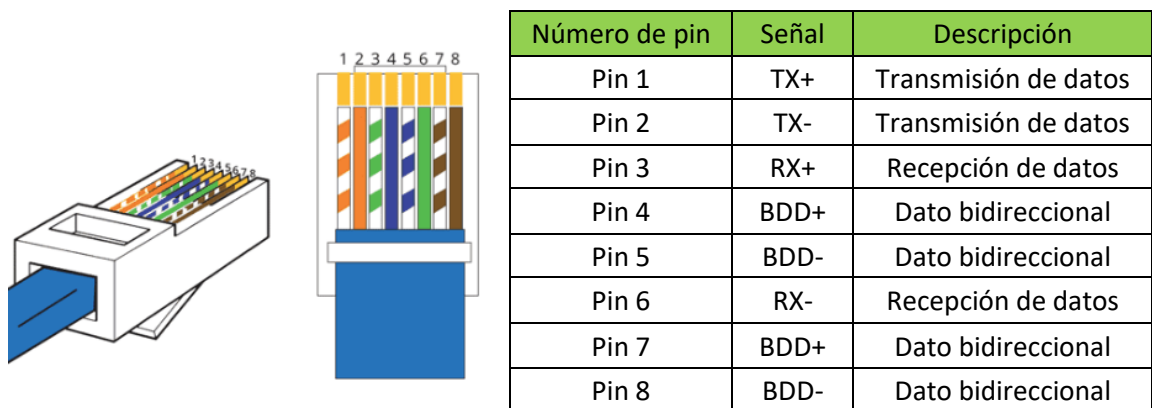 12345678
1 2 3 4 5 6 7 8
Número de pin Señal Descripción
Pin 1 TX+ Transmisión de datos
Pin 2 TX- Transmisión de datos
Pin 3 RX+ Recepción de datos
Pin 4 BDD+ Dato bidireccional
Pin 5 BDD- Dato bidireccional
Pin 6 RX- Recepción de datos
Pin 7 BDD+ Dato bidireccional
Pin 8 BDD- Dato bidireccional